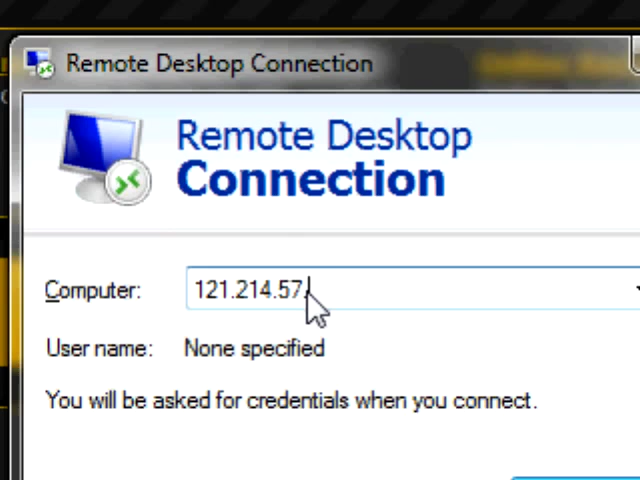 Remote Desktop Connection
Remote Desktop
Connection
Computer: 121.214.57.
User name: None specified
You will be asked for credentials when you connect.